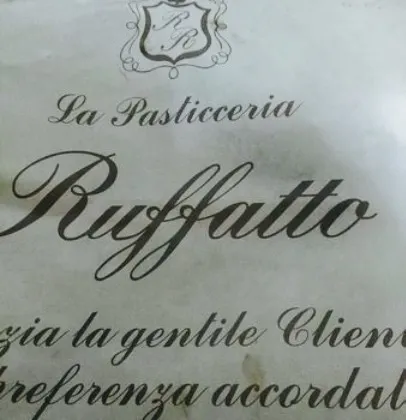 RR
La Pasticceria
Ruffatto
zia la gentile Clien
preferenza accordal